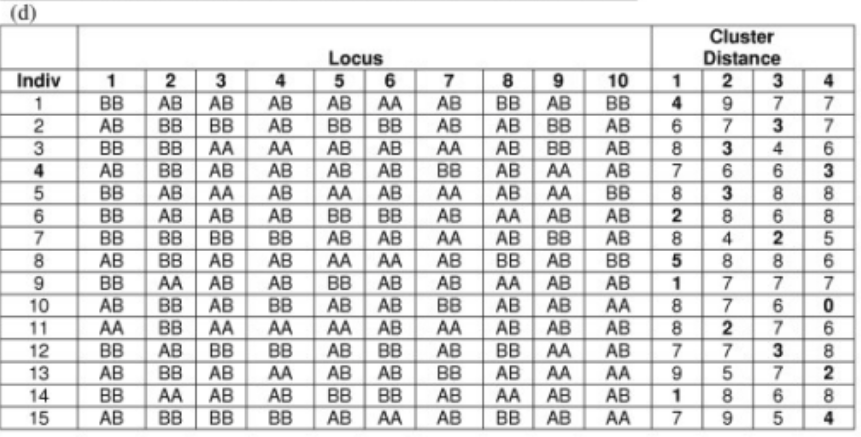 (d)
Locus Cluster Distance
Indiv 1 2 3 4 5 6 7 8 9 10 1 2 3 4
1 BB AB AB AB AB AA AB BB AB BB 4 9 7 7
2 AB BB BB AB BB BB AB AB BB AB 6 7 3 7
3 BB BB AA AA AB AB AA AB BB AB 8 3 4 6
4 AB BB AB AB AB AB BB AB AA AB 7 6 6 3
5 BB AB AA AB AA AB AA AB AA BB 8 3 8 8
6 BB AB AB AB BB BB AB AA AB AB 2 8 6 8
7 BB BB BB BB AB AB AA AB BB AB 8 4 2 5
8 AB BB AB AB AA AA AB BB AB BB 5 8 8 6
9 BB AA AB AB BB AB AB AA AB AB 1 7 7 7
10 AB BB AB BB AB AB BB AB AB AA 8 7 6 0
11 AA BB AA AA AA AB AA AB AB AB 8 2 7 6
12 BB AB BB BB AB BB AB BB AA AB 7 7 3 8
13 AB BB AB AA AB AB BB AB AA AA 9 5 7 2
14 BB AA AB AB BB BB AB AA AB AB 1 8 6 8
15 AB BB BB BB AB AA AB BB AB AA 7 9 5 4